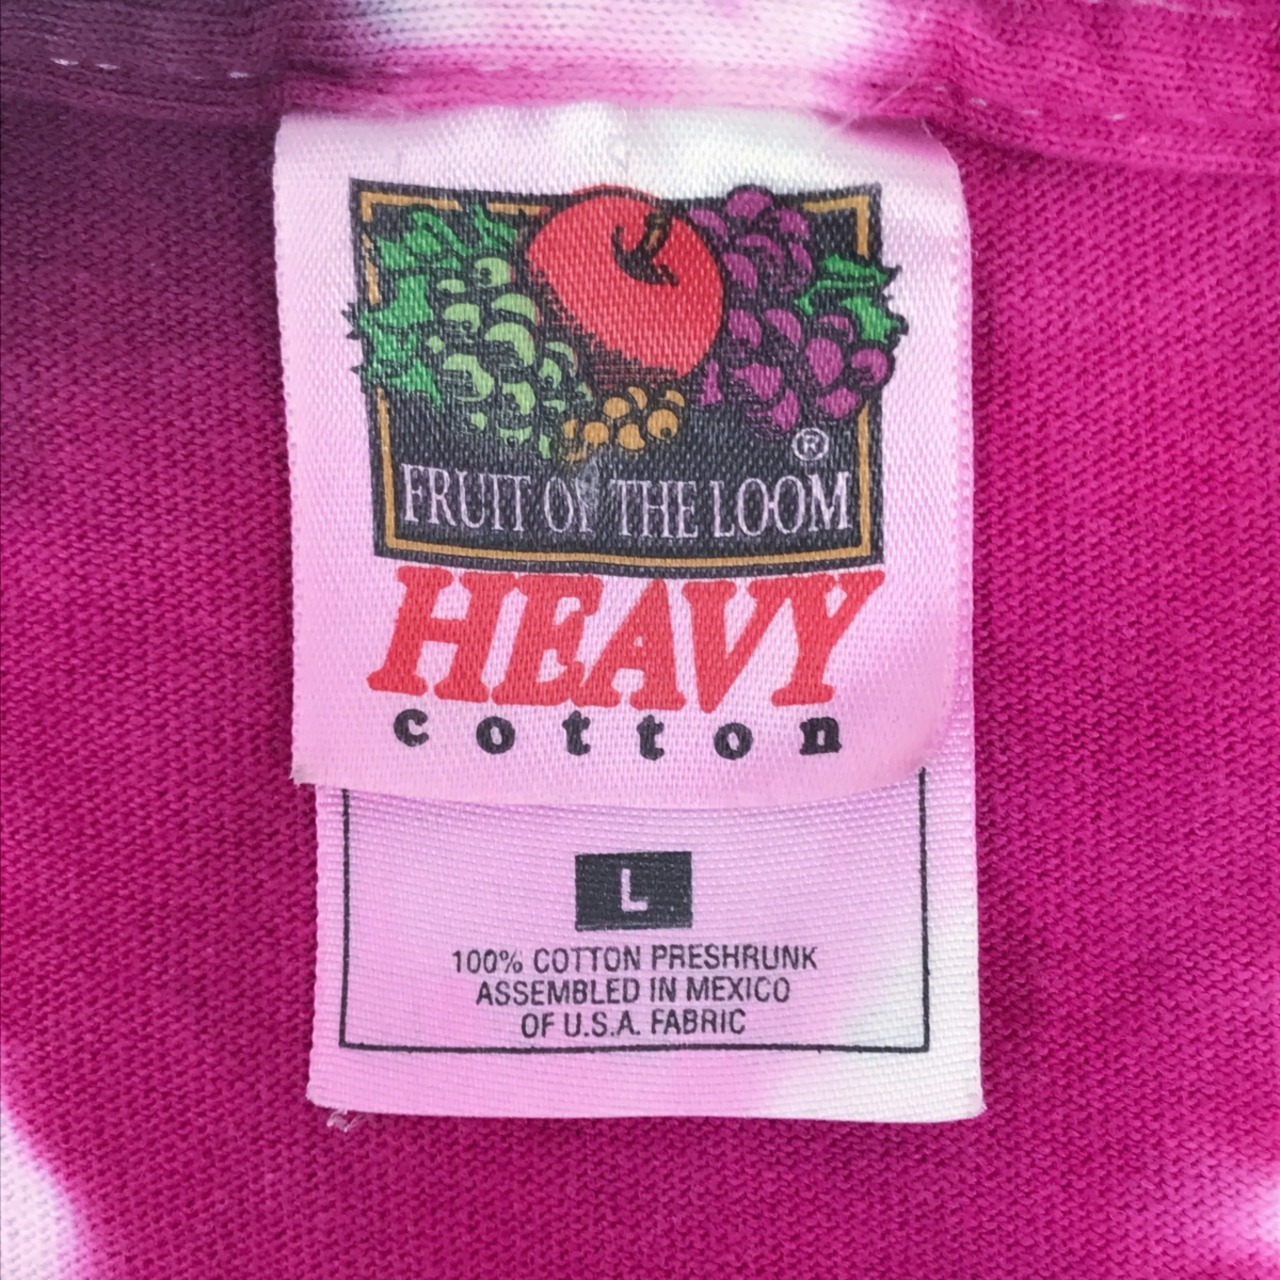 ®
FRUIT OF THE LOOM
HEAVY
cotton
L
100% COTTON PRESHRUNK
ASSEMBLED IN MEXICO
OF U.S.A. FABRIC